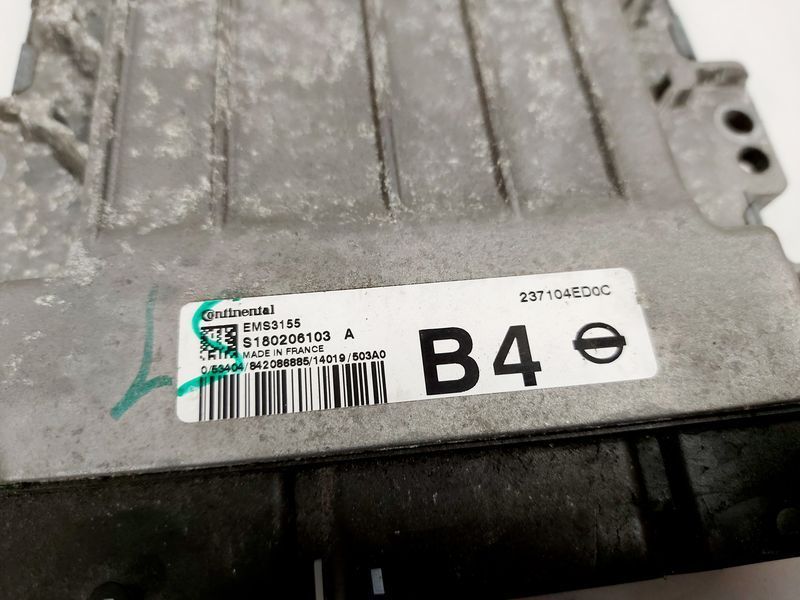 Continental
237104ED0C
EMS3155
S180206103 A
MADE IN FRANCE
0/53404/842086885/14019/503A0
B4